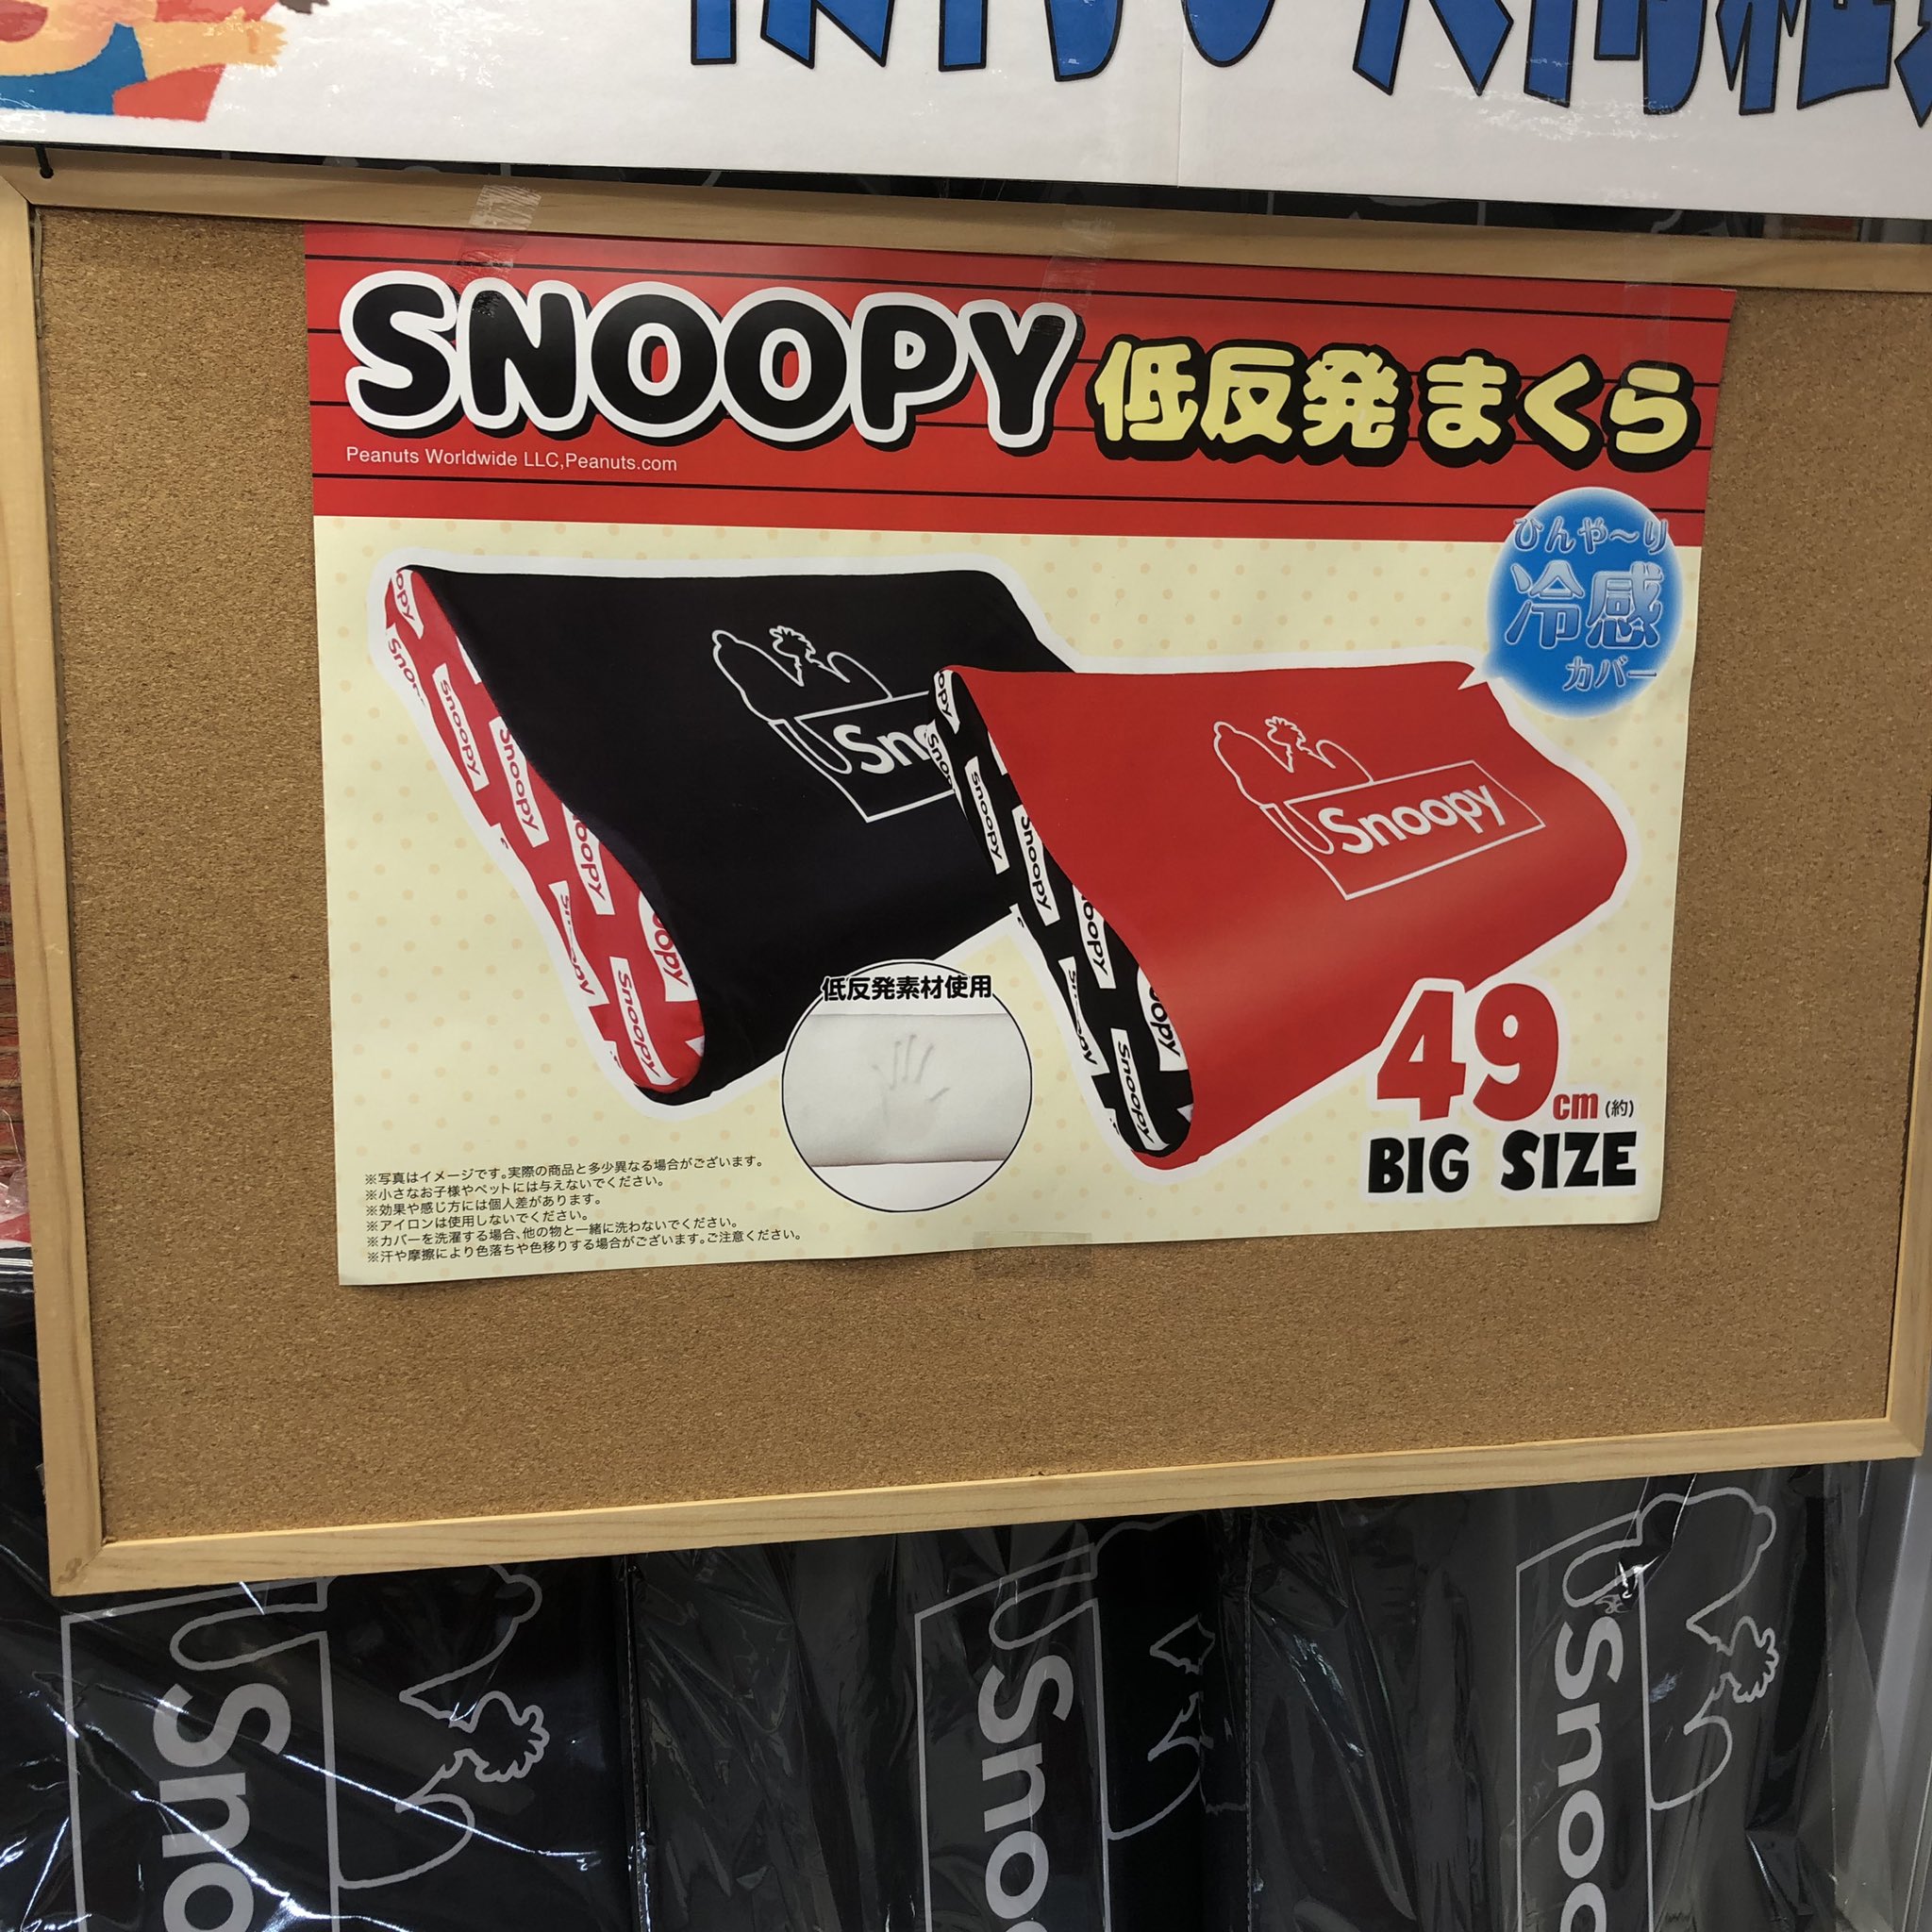 SNOOPY 低反発まくら
Peanuts Worldwide LLC,Peanuts.com
ひんや～り
冷感
カバー
Snoopy
低反発素材使用
49cm(約)
BIG SIZE
※写真はイメージです。実際の商品と多少異なる場合がございます。
※小さなお子様やペットには与えないでください。
※効果や感じ方には個人差があります。
※アイロンは使用しないでください。
※カバーを洗濯する場合、他の物と一緒に洗わないでください。
※汗や摩擦により色落ちや色移りする場合がございます。ご注意ください。